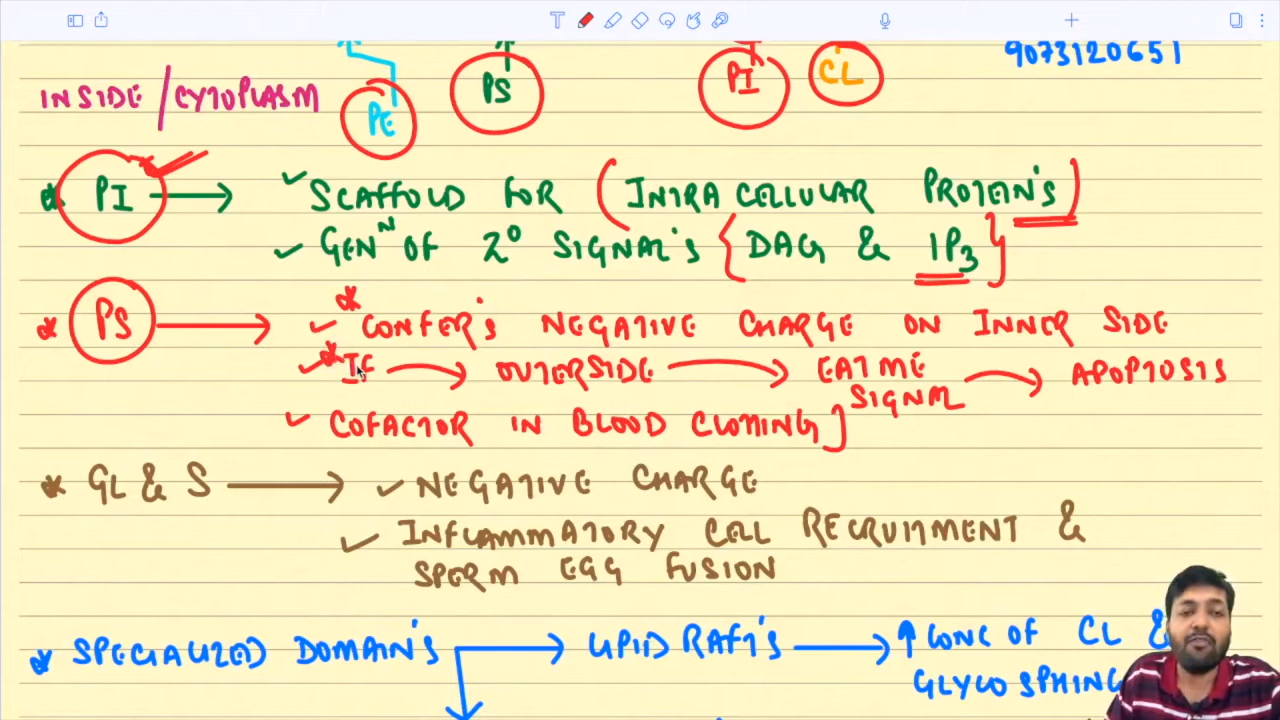 9073120651
PI CL
PS
INSIDE / CYTOPLASM
PE
* PI → ✓ SCAFFOLD FOR (INTRA CELLULAR PROTEIN'S)
✓ GENᴺ OF 2° SIGNAL'S {DAG & IP₃}
* PS → ✓ * CONFER'S NEGATIVE CHARGE ON INNER SIDE
✓ * IF → OUTERSIDE → EAT ME SIGNAL → APOPTOSIS
✓ COFACTOR IN BLOOD CLOTTING]
* GL & S → ✓ NEGATIVE CHARGE
✓ INFLAMMATORY CELL RECRUITMENT &
SPERM EGG FUSION
* SPECIALIZED DOMAIN'S → LIPID RAFT'S → ↑ CONC OF CL &